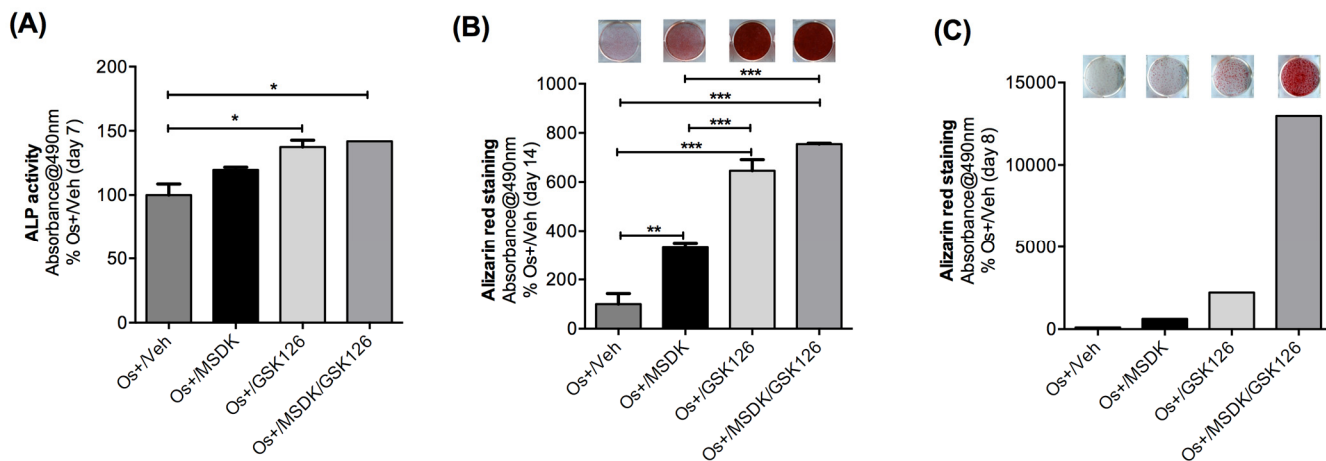 (A)
ALP activity
Absorbance@490nm
% Os+/Veh (day 7)
200
150
100
50
0
*
*
Os+/Veh
Os+/MSDK
Os+/GSK126
Os+/MSDK/GSK126
(B)
Alizarin red staining
Absorbance@490nm
% Os+/Veh (day 14)
1000
800
600
400
200
0
***
***
***
***
**
Os+/Veh
Os+/MSDK
Os+/GSK126
Os+/MSDK/GSK126
(C)
Alizarin red staining
Absorbance@490nm
% Os+/Veh (day 8)
15000
10000
5000
0
Os+/Veh
Os+/MSDK
Os+/GSK126
Os+/MSDK/GSK126